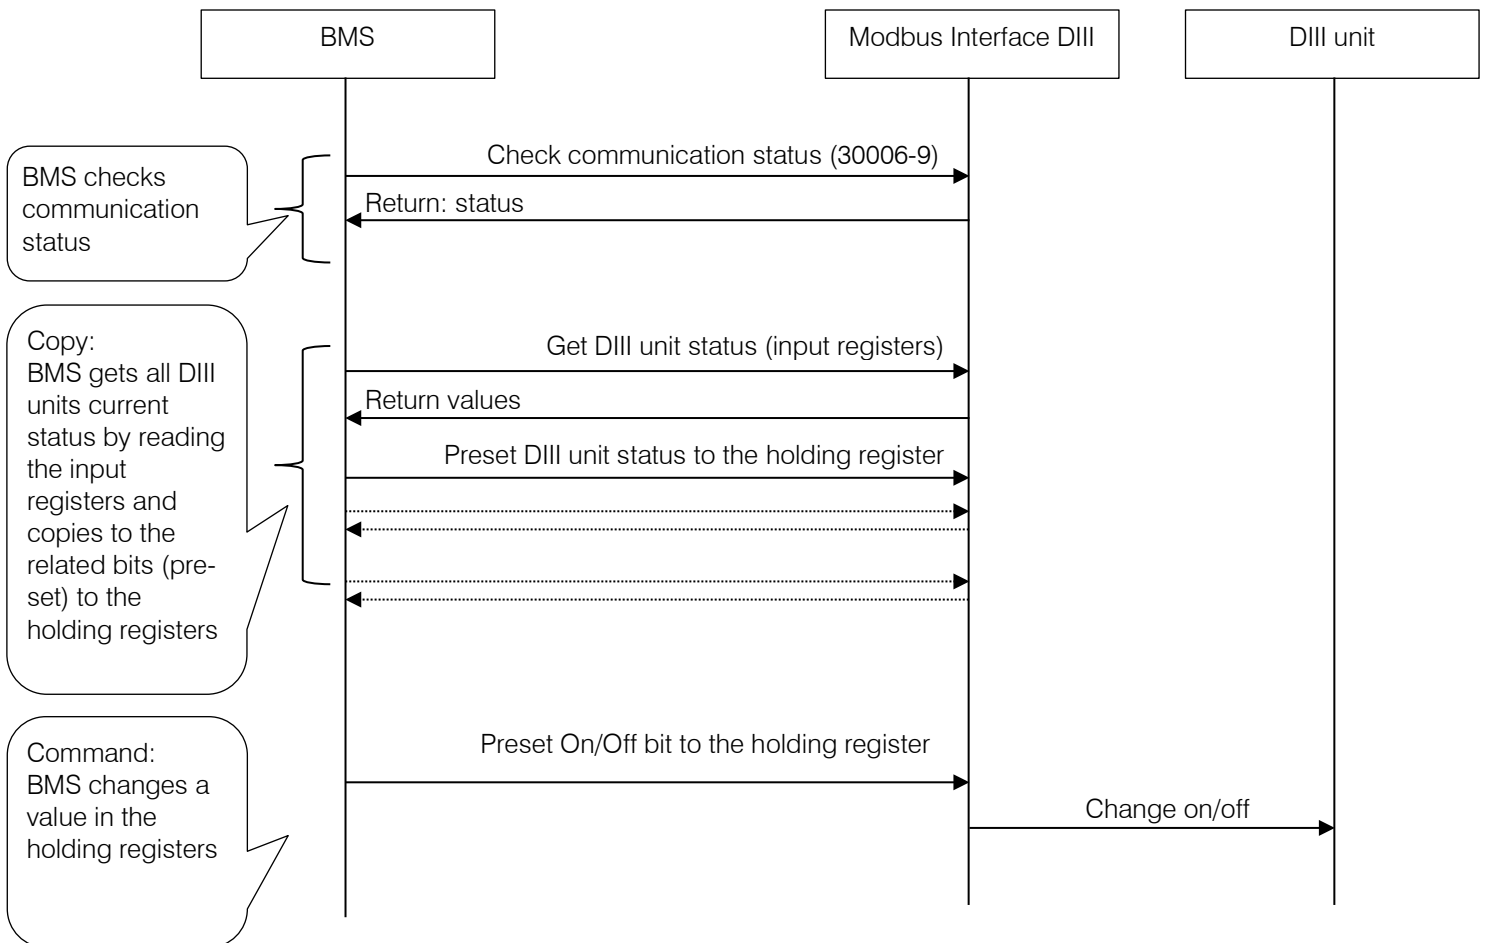 BMS
Modbus Interface DIII
DIII unit
BMS checks
communication
status
Check communication status (30006-9)
Return: status
Copy:
BMS gets all DIII
units current
status by reading
the input
registers and
copies to the
related bits (pre-
set) to the
holding registers
Get DIII unit status (input registers)
Return values
Preset DIII unit status to the holding register
Command:
BMS changes a
value in the
holding registers
Preset On/Off bit to the holding register
Change on/off